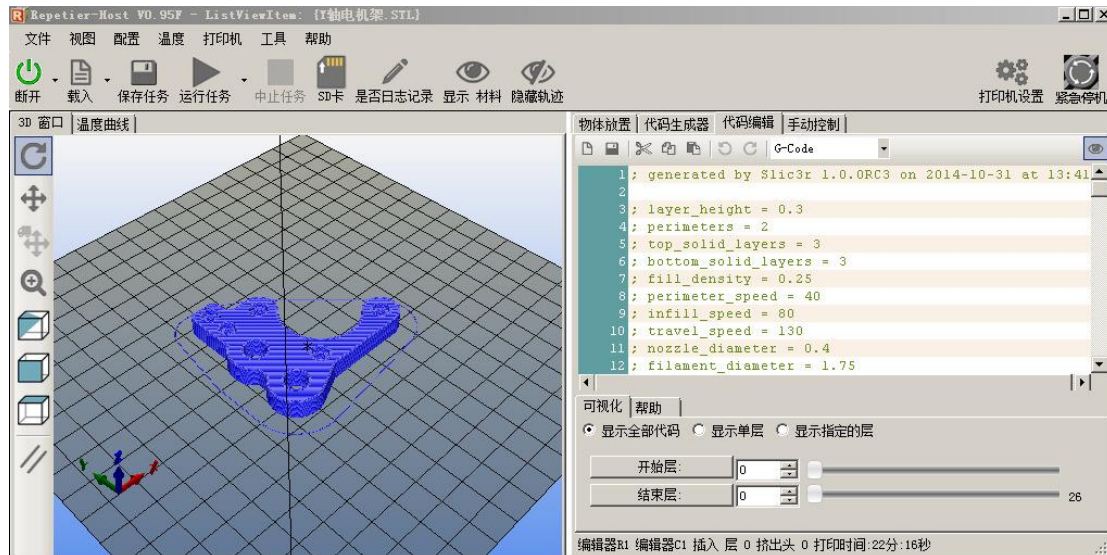 Repetier-Host V0.95F - ListViewItem: {Y轴电机架.STL}
文件 视图 配置 温度 打印机 工具 帮助
断开 载入 保存任务 运行任务 中止任务 SD卡 是否日志记录 显示 材料 隐藏轨迹 打印机设置 紧急停机
3D 窗口 温度曲线
物体放置 代码生成器 代码编辑 手动控制
G-Code
1 ; generated by Slic3r 1.0.0RC3 on 2014-10-31 at 13:41
2
3 ; layer_height = 0.3
4 ; perimeters = 2
5 ; top_solid_layers = 3
6 ; bottom_solid_layers = 3
7 ; fill_density = 0.25
8 ; perimeter_speed = 40
9 ; infill_speed = 80
10 ; travel_speed = 130
11 ; nozzle_diameter = 0.4
12 ; filament_diameter = 1.75
可视化 帮助
显示全部代码 显示单层 显示指定的层
开始层: 0
结束层: 0 26
编辑器R1 编辑器C1 插入 层 0 挤出头 0 打印时间:22分:16秒